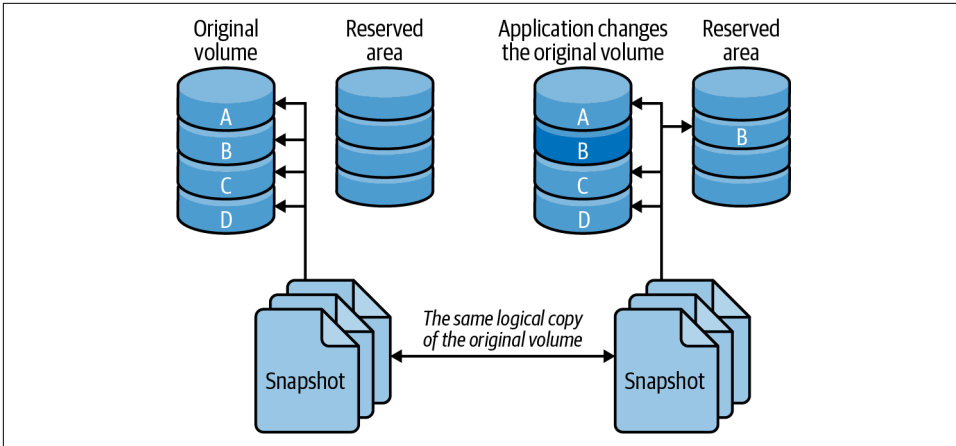 Original
volume
Reserved
area
A
B
C
D
Application changes
the original volume
Reserved
area
A
B
C
D
B
The same logical copy
of the original volume
Snapshot
Snapshot